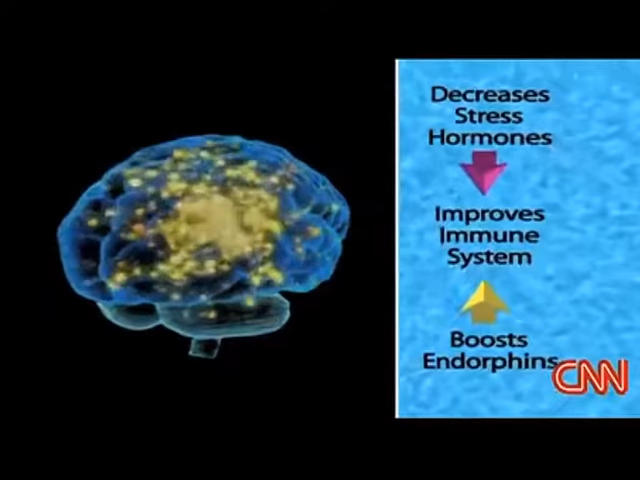 Decreases
Stress
Hormones
Improves
Immune
System
Boosts
Endorphins
CNN